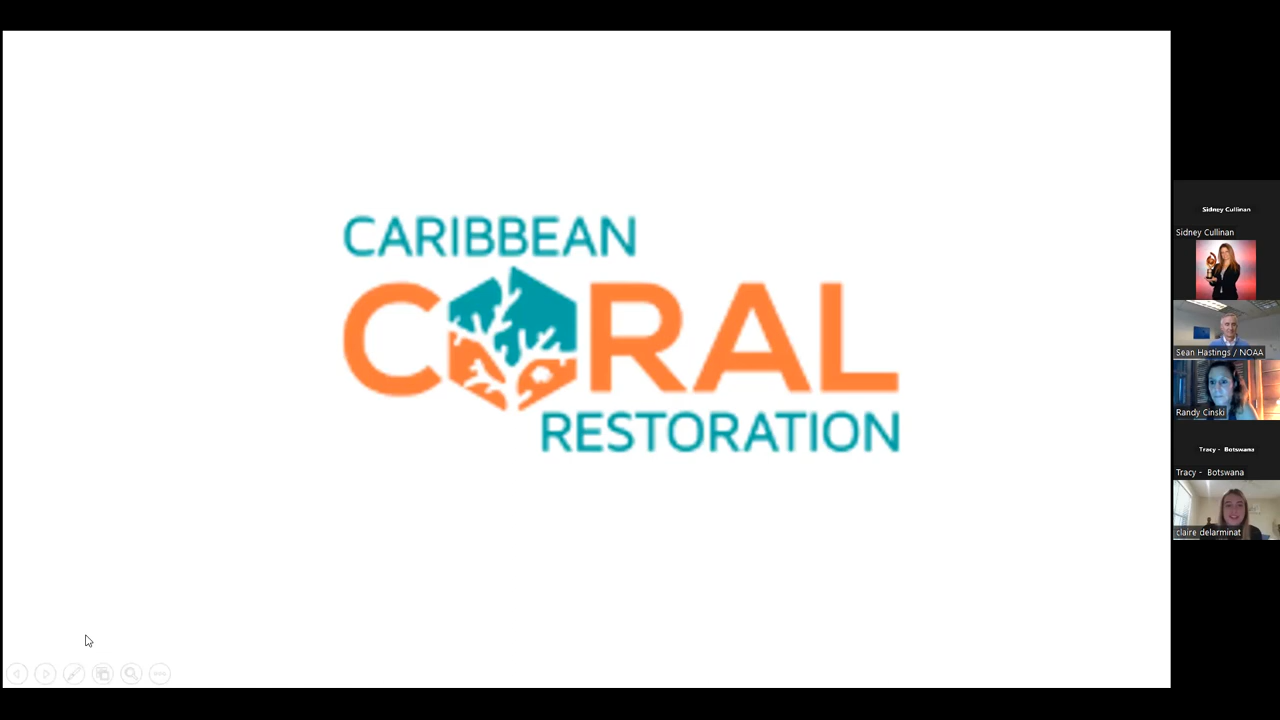 CARIBBEAN
CORAL
RESTORATION
Sidney Cullinan
Sidney Cullinan
Sean Hastings / NOAA
Randy Cinski
Tracy - Botswana
Tracy - Botswana
claire delarminat